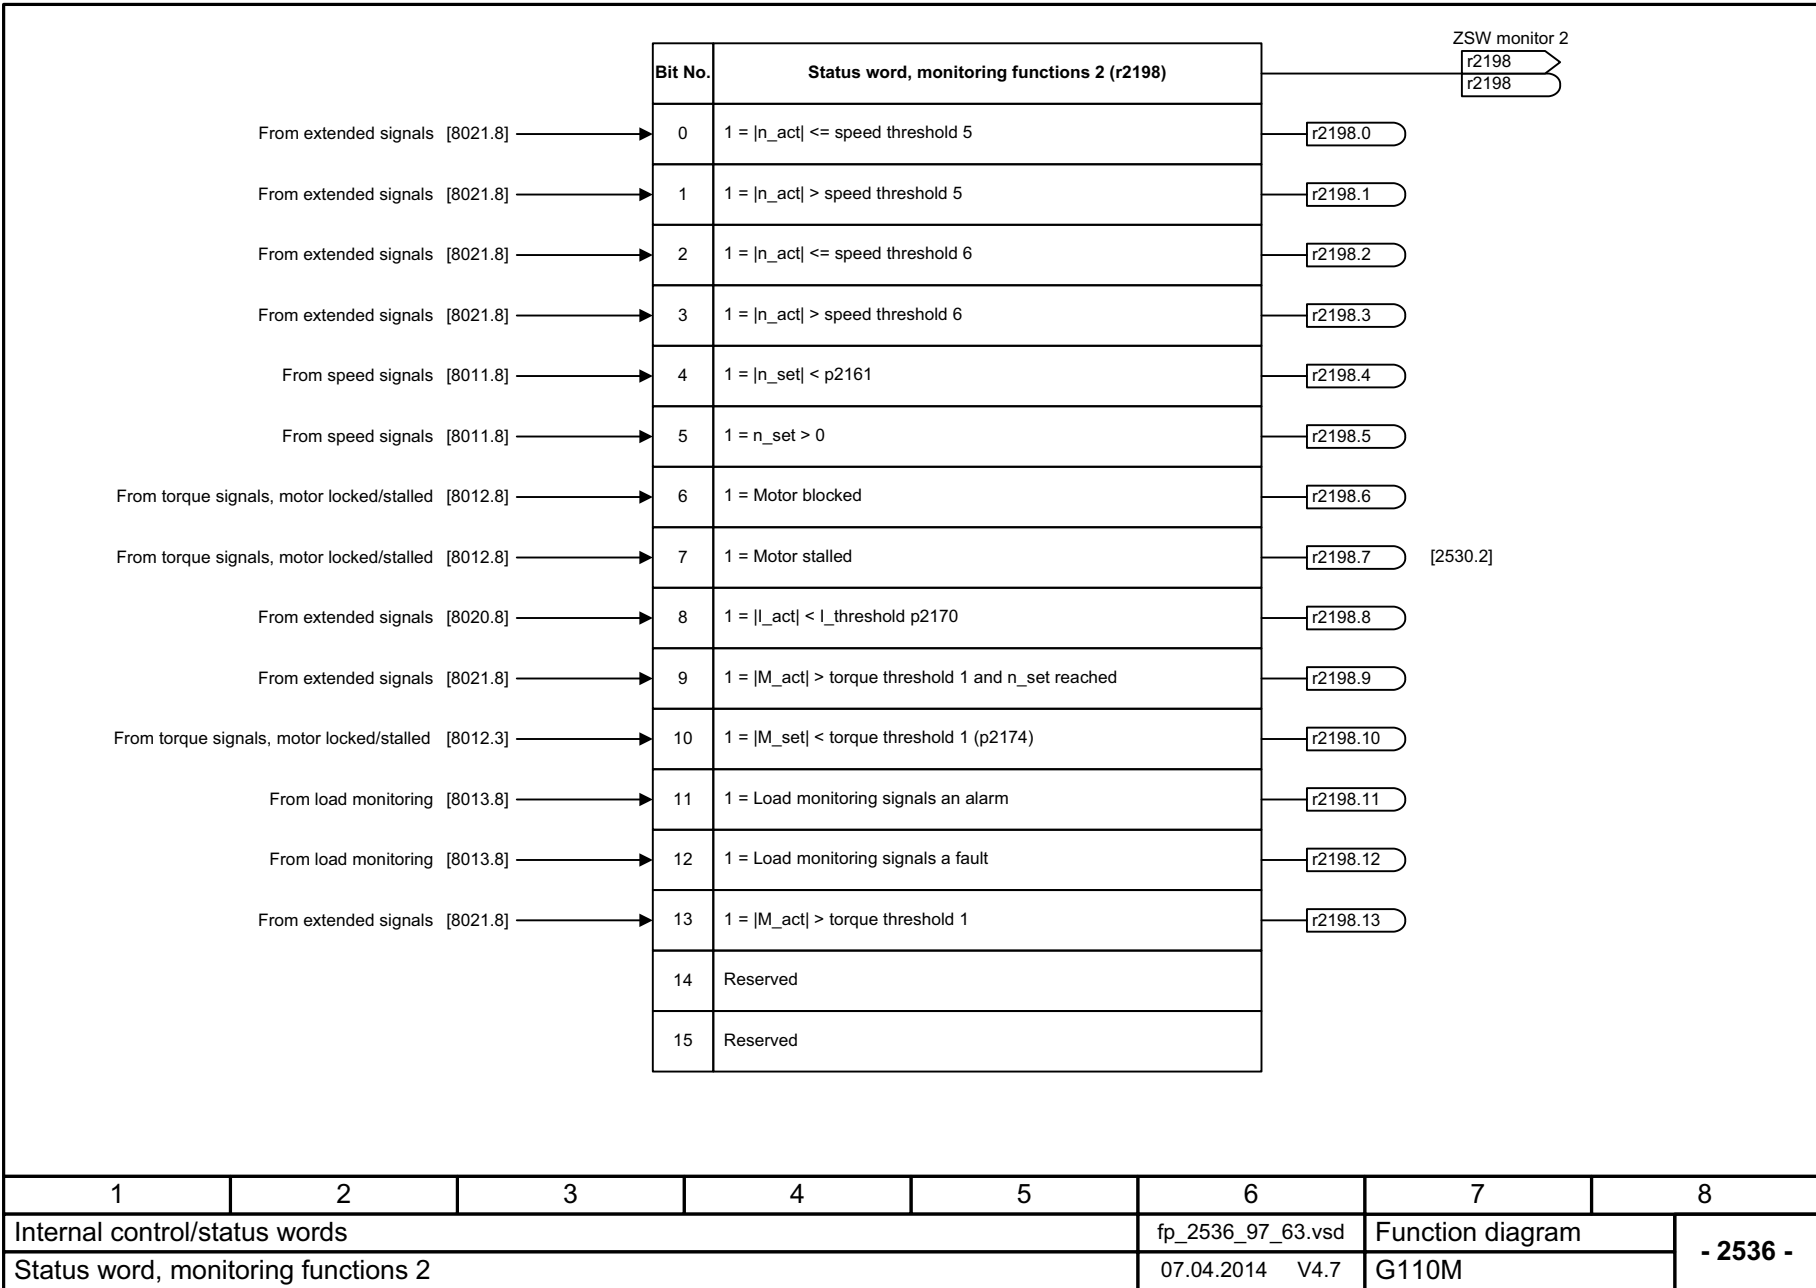 ZSW monitor 2
Bit No. Status word, monitoring functions 2 (r2198) r2198
r2198
From extended signals [8021.8] 0 1 = |n_act| <= speed threshold 5 r2198.0
From extended signals [8021.8] 1 1 = |n_act| > speed threshold 5 r2198.1
From extended signals [8021.8] 2 1 = |n_act| <= speed threshold 6 r2198.2
From extended signals [8021.8] 3 1 = |n_act| > speed threshold 6 r2198.3
From speed signals [8011.8] 4 1 = |n_set| < p2161 r2198.4
From speed signals [8011.8] 5 1 = n_set > 0 r2198.5
From torque signals, motor locked/stalled [8012.8] 6 1 = Motor blocked r2198.6
From torque signals, motor locked/stalled [8012.8] 7 1 = Motor stalled r2198.7 [2530.2]
From extended signals [8020.8] 8 1 = |I_act| < I_threshold p2170 r2198.8
From extended signals [8021.8] 9 1 = |M_act| > torque threshold 1 and n_set reached r2198.9
From torque signals, motor locked/stalled [8012.3] 10 1 = |M_set| < torque threshold 1 (p2174) r2198.10
From load monitoring [8013.8] 11 1 = Load monitoring signals an alarm r2198.11
From load monitoring [8013.8] 12 1 = Load monitoring signals a fault r2198.12
From extended signals [8021.8] 13 1 = |M_act| > torque threshold 1 r2198.13
14 Reserved
15 Reserved
1 2 3 4 5 6 7 8
Internal control/status words fp_2536_97_63.vsd Function diagram - 2536 -
Status word, monitoring functions 2 07.04.2014 V4.7 G110M